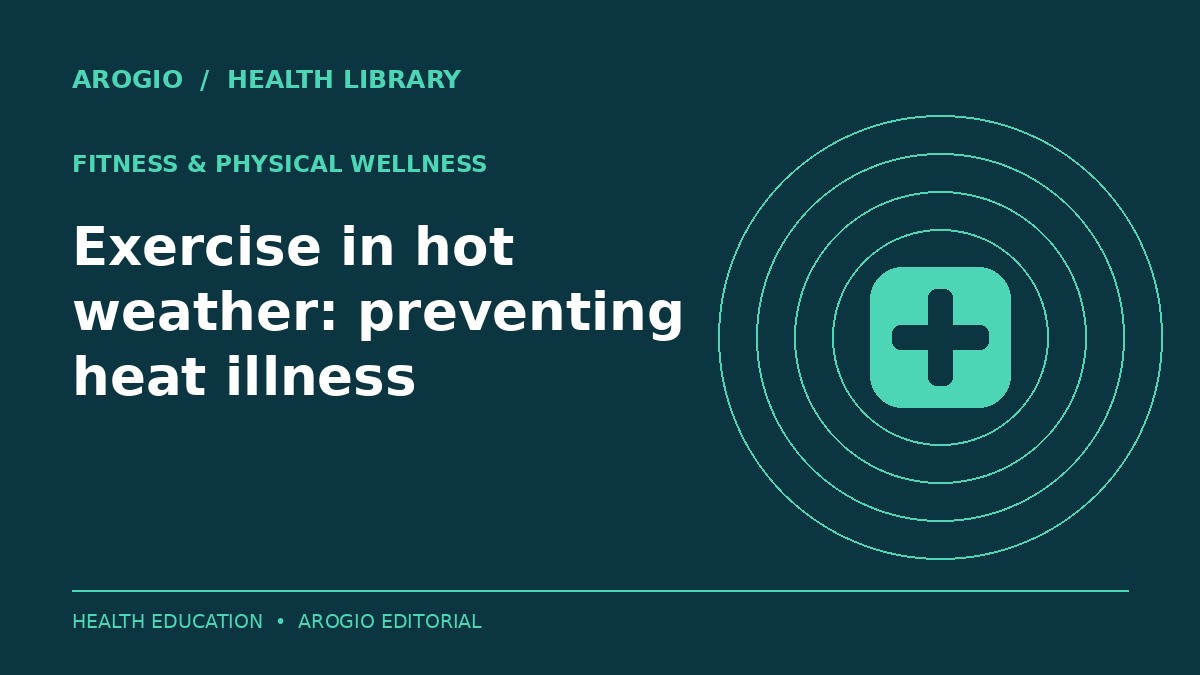 AROGIO / HEALTH LIBRARY
FITNESS & PHYSICAL WELLNESS
Exercise in hot
weather: preventing
heat illness
HEALTH EDUCATION • AROGIO EDITORIAL